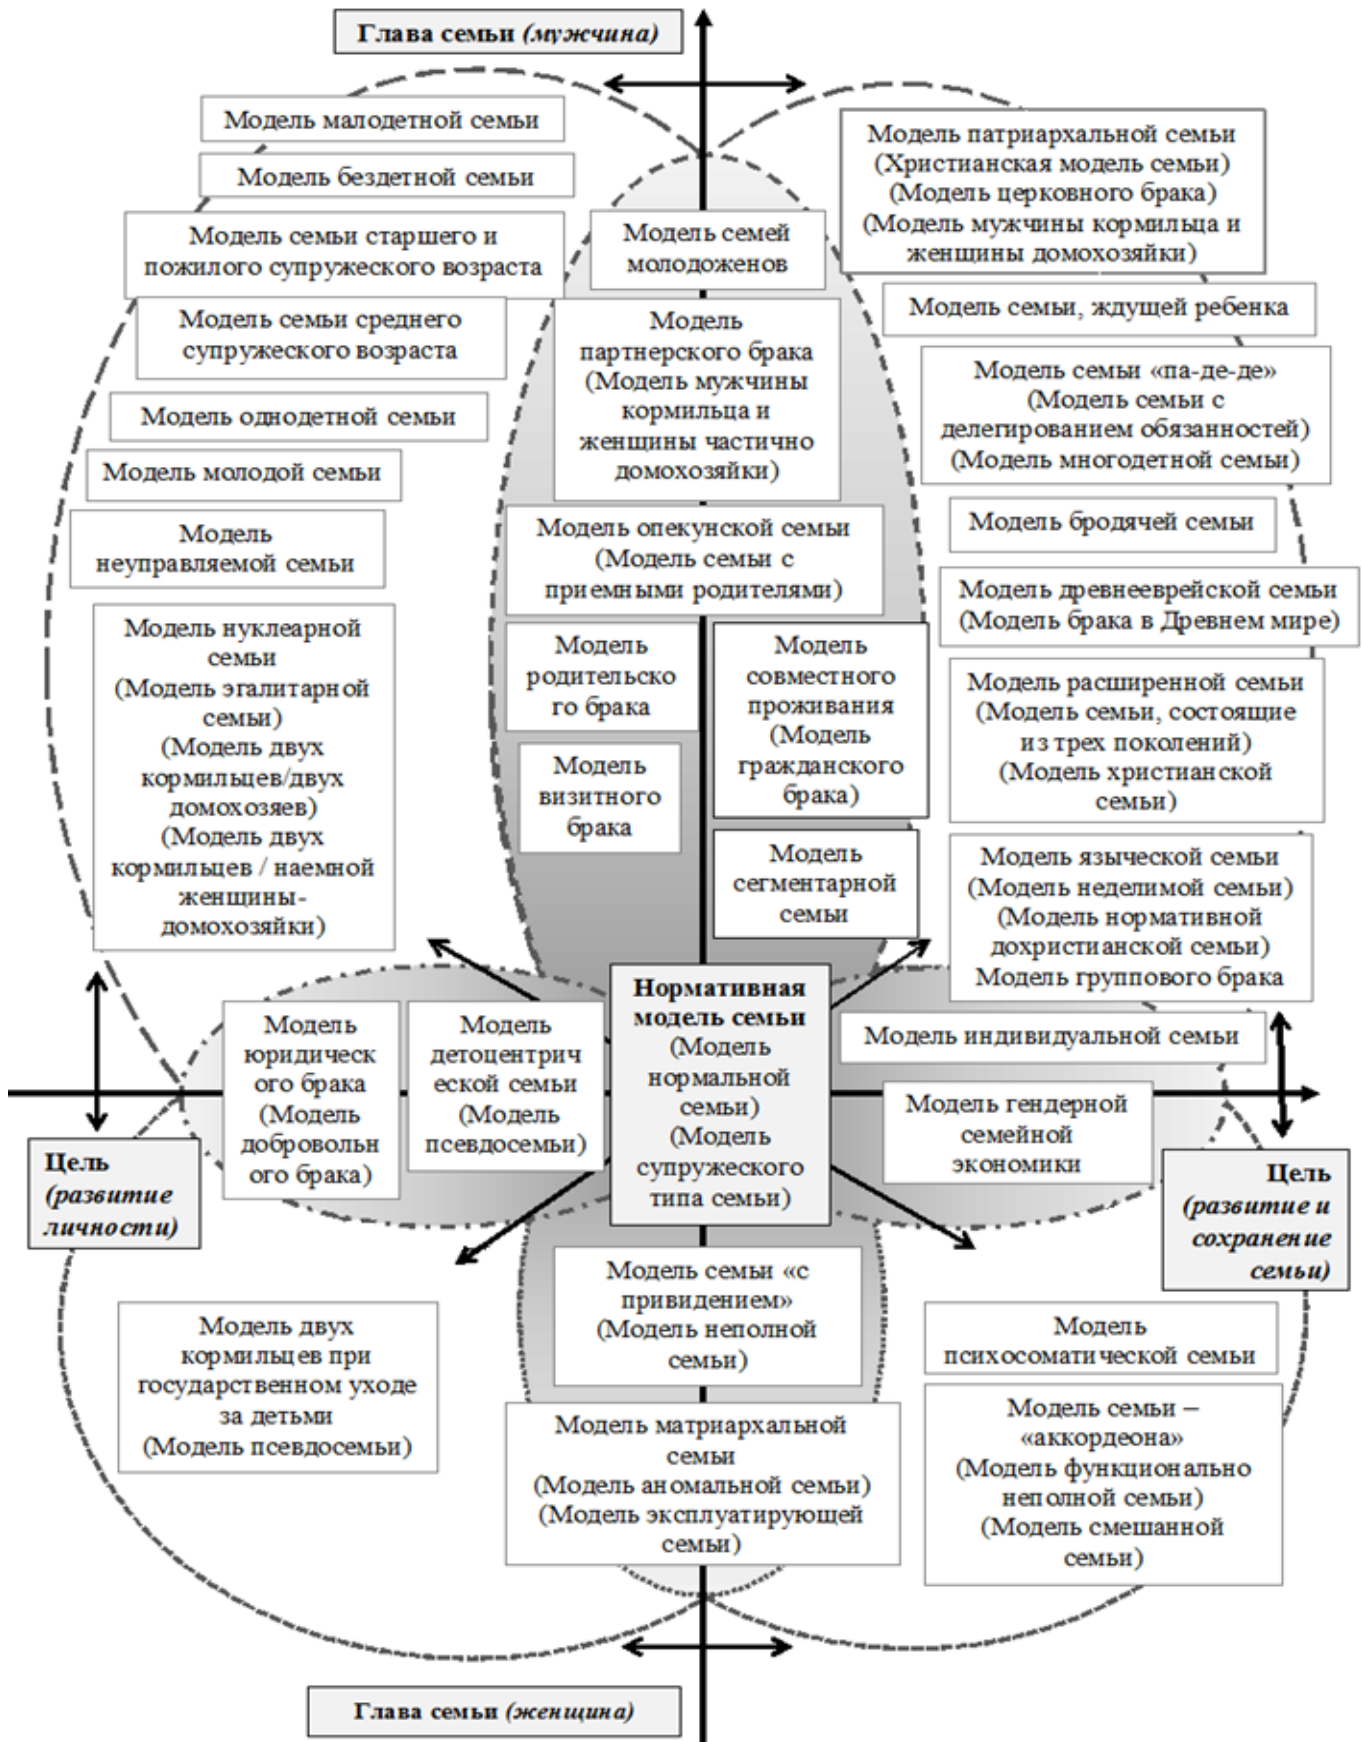 Глава семьи (мужчина)
Модель малодетной семьи
Модель бездетной семьи
Модель семьи старшего и
пожилого супружеского возраста
Модель семьи среднего
супружеского возраста
Модель однодетной семьи
Модель молодой семьи
Модель
неуправляемой семьи
Модель нуклеарной
семьи
(Модель эгалитарной
семьи)
(Модель двух
кормильцев/двух
домохозяев)
(Модель двух
кормильцев / наемной
женщины-
домохозяйки)
Модель семей
молодоженов
Модель
партнерского брака
(Модель мужчины
кормильца и
женщины частично
домохозяйки)
Модель опекунской семьи
(Модель семьи с
приемными родителями)
Модель
родительско
го брака
Модель
визитного
брака
Модель
совместного
проживания
(Модель
гражданского
брака)
Модель
сегментарной
семьи
Модель патриархальной семьи
(Христианская модель семьи)
(Модель церковного брака)
(Модель мужчины кормильца и
женщины домохозяйки)
Модель семьи, ждущей ребенка
Модель семьи «па-де-де»
(Модель семьи с
делегированием обязанностей)
(Модель многодетной семьи)
Модель бродячей семьи
Модель древнееврейской семьи
(Модель брака в Древнем мире)
Модель расширенной семьи
(Модель семьи, состоящие
из трех поколений)
(Модель христианской
семьи)
Модель языческой семьи
(Модель неделимой семьи)
(Модель нормативной
дохристианской семьи)
Модель группового брака
Модель
юридическ
ого брака
(Модель
добровольн
ого брака)
Модель
детоцентрич
еской семьи
(Модель
псевдосемьи)
Нормативная
модель семьи
(Модель
нормальной
семьи)
(Модель
супружеского
типа семьи)
Модель индивидуальной семьи
Модель гендерной
семейной
экономики
Цель
(развитие
личности)
Цель
(развитие и
сохранение
семьи)
Модель двух
кормильцев при
государственном уходе
за детьми
(Модель псевдосемьи)
Модель семьи «с
привидением»
(Модель неполной
семьи)
Модель матриархальной
семьи
(Модель аномальной семьи)
(Модель эксплуатирующей
семьи)
Модель
психосоматической семьи
Модель семьи –
«аккордеона»
(Модель функционально
неполной семьи)
(Модель смешанной
семьи)
Глава семьи (женщина)